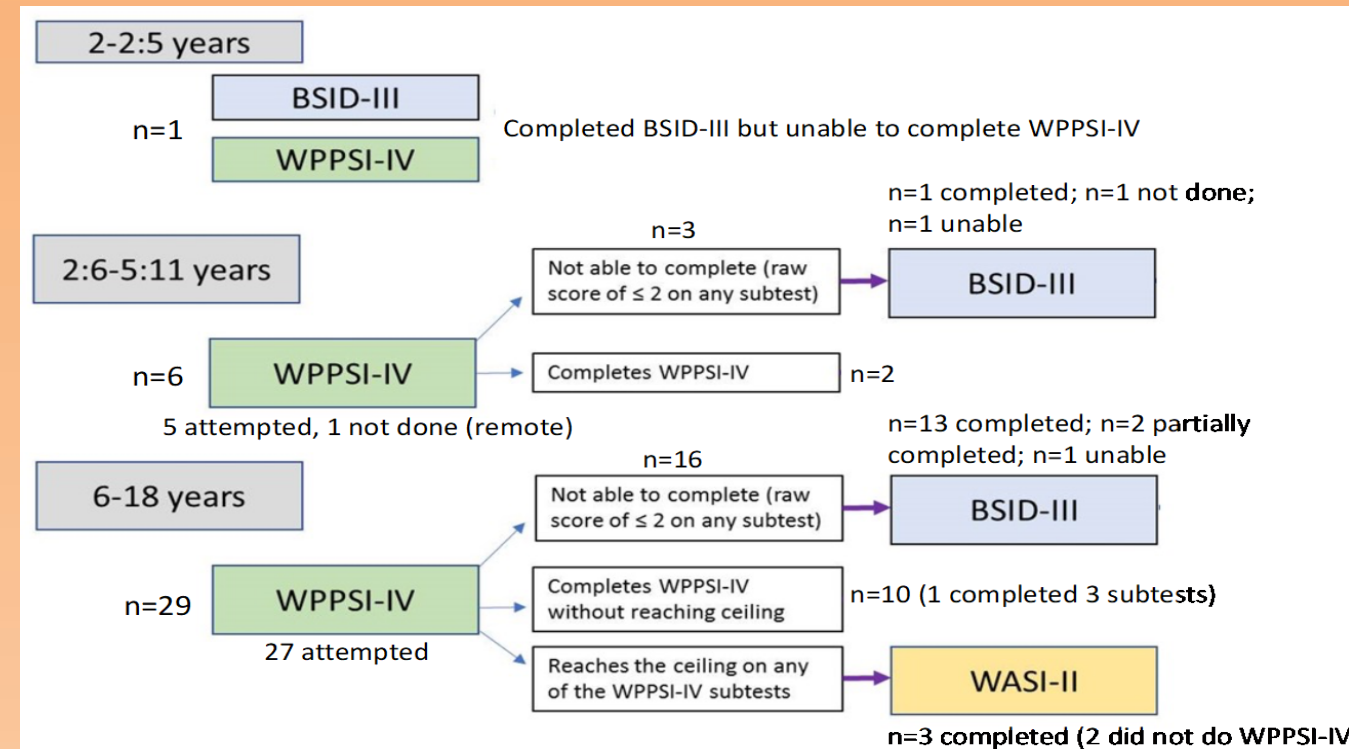 2-2:5 years
BSID-III
n=1
Completed BSID-III but unable to complete WPPSI-IV
WPPSI-IV
n=1 completed; n=1 not done;
n=1 unable
n=3
2:6-5:11 years
Not able to complete (raw
score of ≤ 2 on any subtest)
BSID-III
n=6
WPPSI-IV
Completes WPPSI-IV
n=2
5 attempted, 1 not done (remote)
n=13 completed; n=2 partially
completed; n=1 unable
n=16
6-18 years
Not able to complete (raw
score of ≤ 2 on any subtest)
BSID-III
n=29
WPPSI-IV
Completes WPPSI-IV
without reaching ceiling
n=10 (1 completed 3 subtests)
27 attempted
Reaches the ceiling on any
of the WPPSI-IV subtests
WASI-II
n=3 completed (2 did not do WPPSI-IV